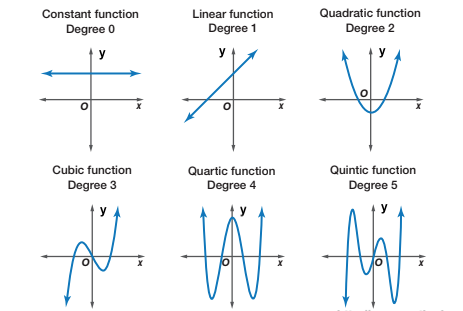 Constant function
Degree 0
Linear function
Degree 1
Quadratic function
Degree 2
y
O
x
y
O
x
y
O
x
Cubic function
Degree 3
Quartic function
Degree 4
Quintic function
Degree 5
y
O
x
y
O
x
y
O
x